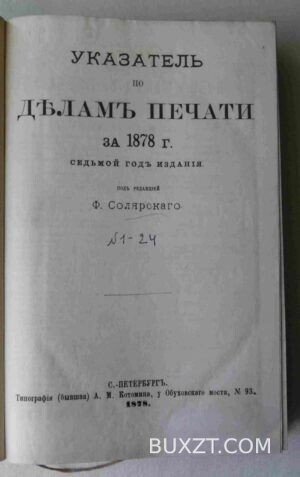 УКАЗАТЕЛЬ
ПО
ДѢЛАМЪ ПЕЧАТИ
ЗА 1878 Г.
СЕДЬМОЙ ГОДЪ ИЗДАНІЯ.
ПОДЪ РЕДАКЦІЕЙ
Ф. Солярскаго
№1-24
С.-ПЕТЕРБУРГЪ.
Типографія (бывшая) А. М. Котомина, у Обуховскаго моста, № 93.
1878.
BUXZT.COM